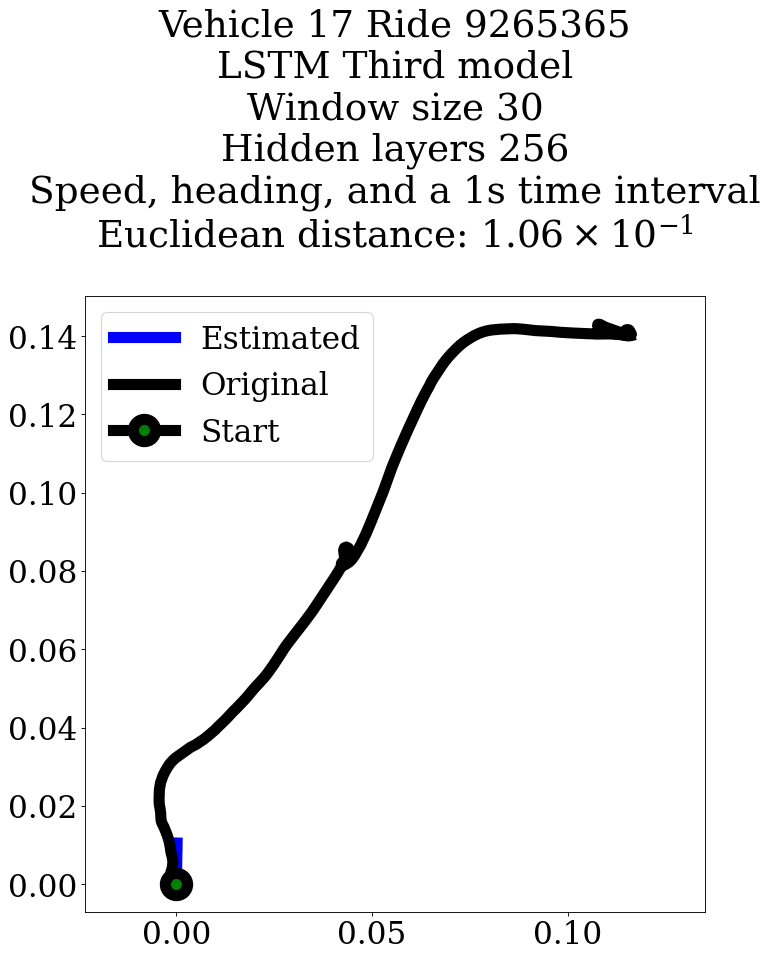 Vehicle 17 Ride 9265365
LSTM Third model
Window size 30
Hidden layers 256
Speed, heading, and a 1s time interval
Euclidean distance: 1.06 × 10⁻¹
Estimated
Original
Start
0.14
0.12
0.10
0.08
0.06
0.04
0.02
0.00
0.00 0.05 0.10